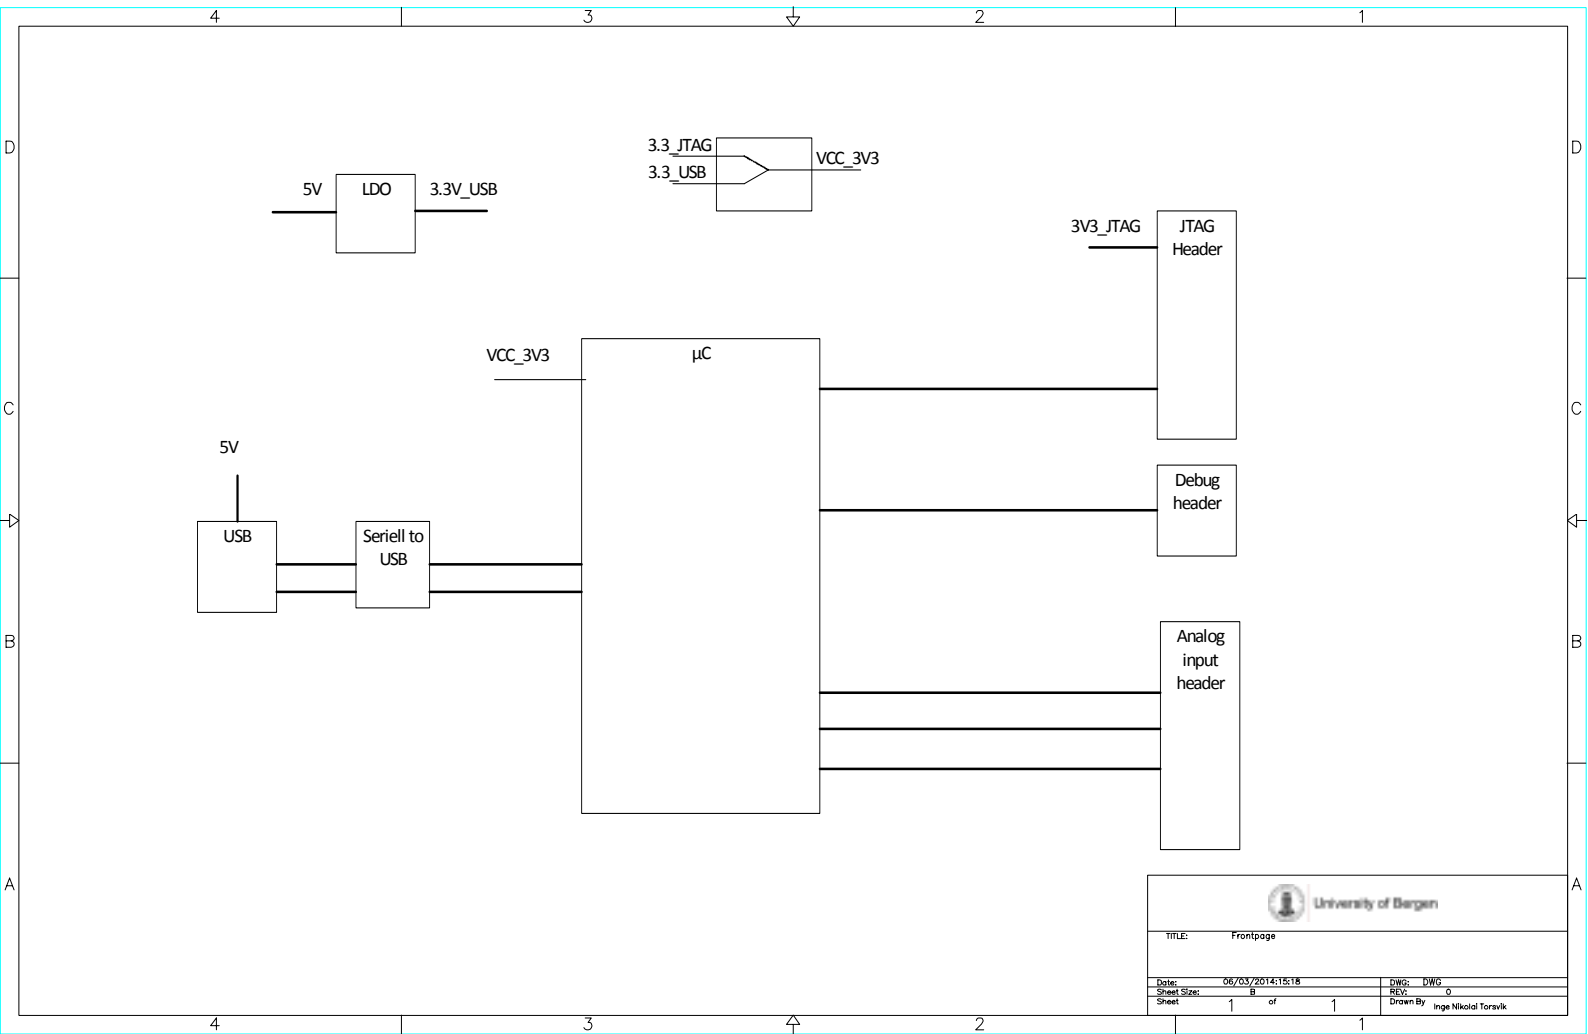 4 3 2 1
D D
3.3_JTAG
3.3_USB
VCC_3V3
5V LDO 3.3V_USB
3V3_JTAG
JTAG
Header
VCC_3V3
µC
C C
5V
Debug
header
USB
Seriell to
USB
B B
Analog
input
header
A A
University of Bergen
TITLE: Frontpage
Date: 06/03/2014:15:18 DWG: DWG
Sheet Size: B REV: 0
Sheet 1 of 1 Drawn By Inge Nikolai Torsvik
4 3 2 1